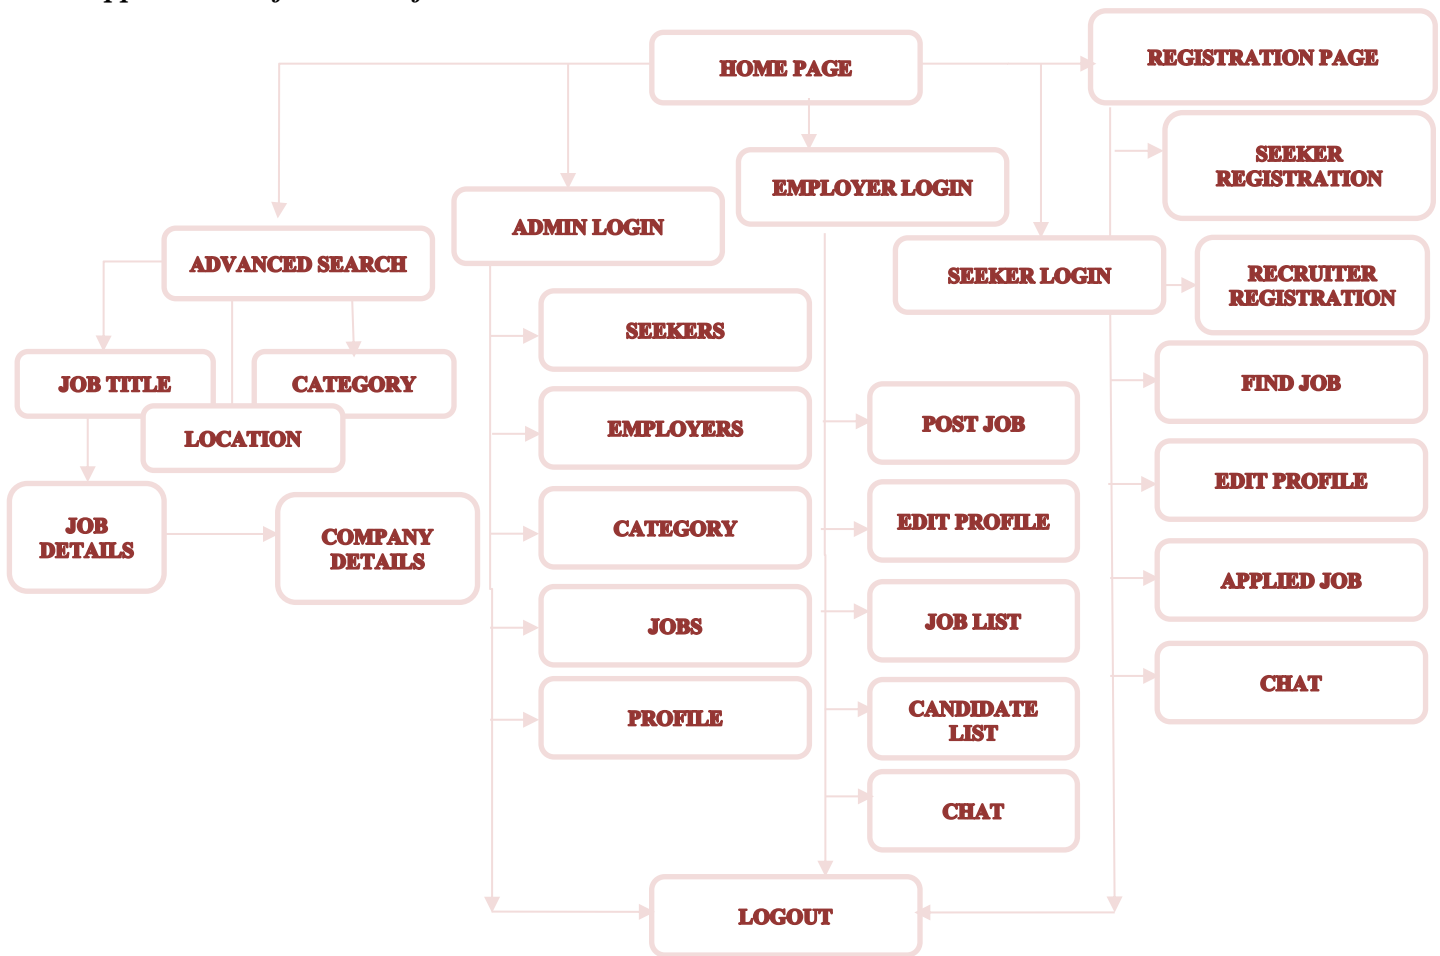 HOME PAGE
REGISTRATION PAGE
SEEKER
REGISTRATION
EMPLOYER LOGIN
ADMIN LOGIN
ADVANCED SEARCH
SEEKER LOGIN
RECRUITER
REGISTRATION
SEEKERS
JOB TITLE
CATEGORY
FIND JOB
LOCATION
EMPLOYERS
POST JOB
EDIT PROFILE
JOB
DETAILS
COMPANY
DETAILS
CATEGORY
EDIT PROFILE
APPLIED JOB
JOBS
JOB LIST
CHAT
PROFILE
CANDIDATE
LIST
CHAT
LOGOUT